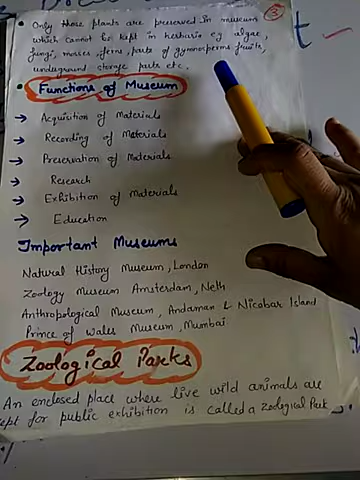 • Only those plants are preserved in museum
which cannot be kept in herbaria eg algae,
fungi, mosses, ferns, parts of gymnosperms fruits,
underground storage parts etc.
③
• Functions of Museum
→ Acquisition of Materials
→ Recording of Materials
→ Preservation of Materials
→ Research
→ Exhibition of Materials
→ Education
Important Museums
Natural History Museum, London
Zoology Museum Amsterdam, Neth
Anthropological Museum, Andaman & Nicobar Island
Prince of Wales Museum, Mumbai
Zoological Parks
An enclosed place where live wild animals are
kept for public exhibition is called a Zoological Park